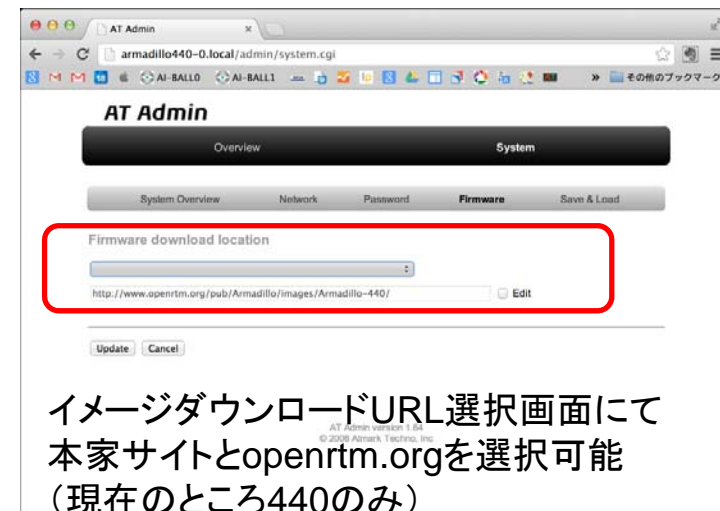 AT Admin
armadillo440-0.local/admin/system.cgi
AI-BALL0 AI-BALL1 » その他のブックマーク
AT Admin
Overview System
System Overview Network Password Firmware Save & Load
Firmware download location
http://www.openrtm.org/pub/Armadillo/images/Armadillo-440/ Edit
Update Cancel
イメージダウンロードURL選択画面にて
AT Admin version 1.64
© 2006 Atmark Techno, Inc
本家サイトとopenrtm.orgを選択可能
（現在のところ440のみ）